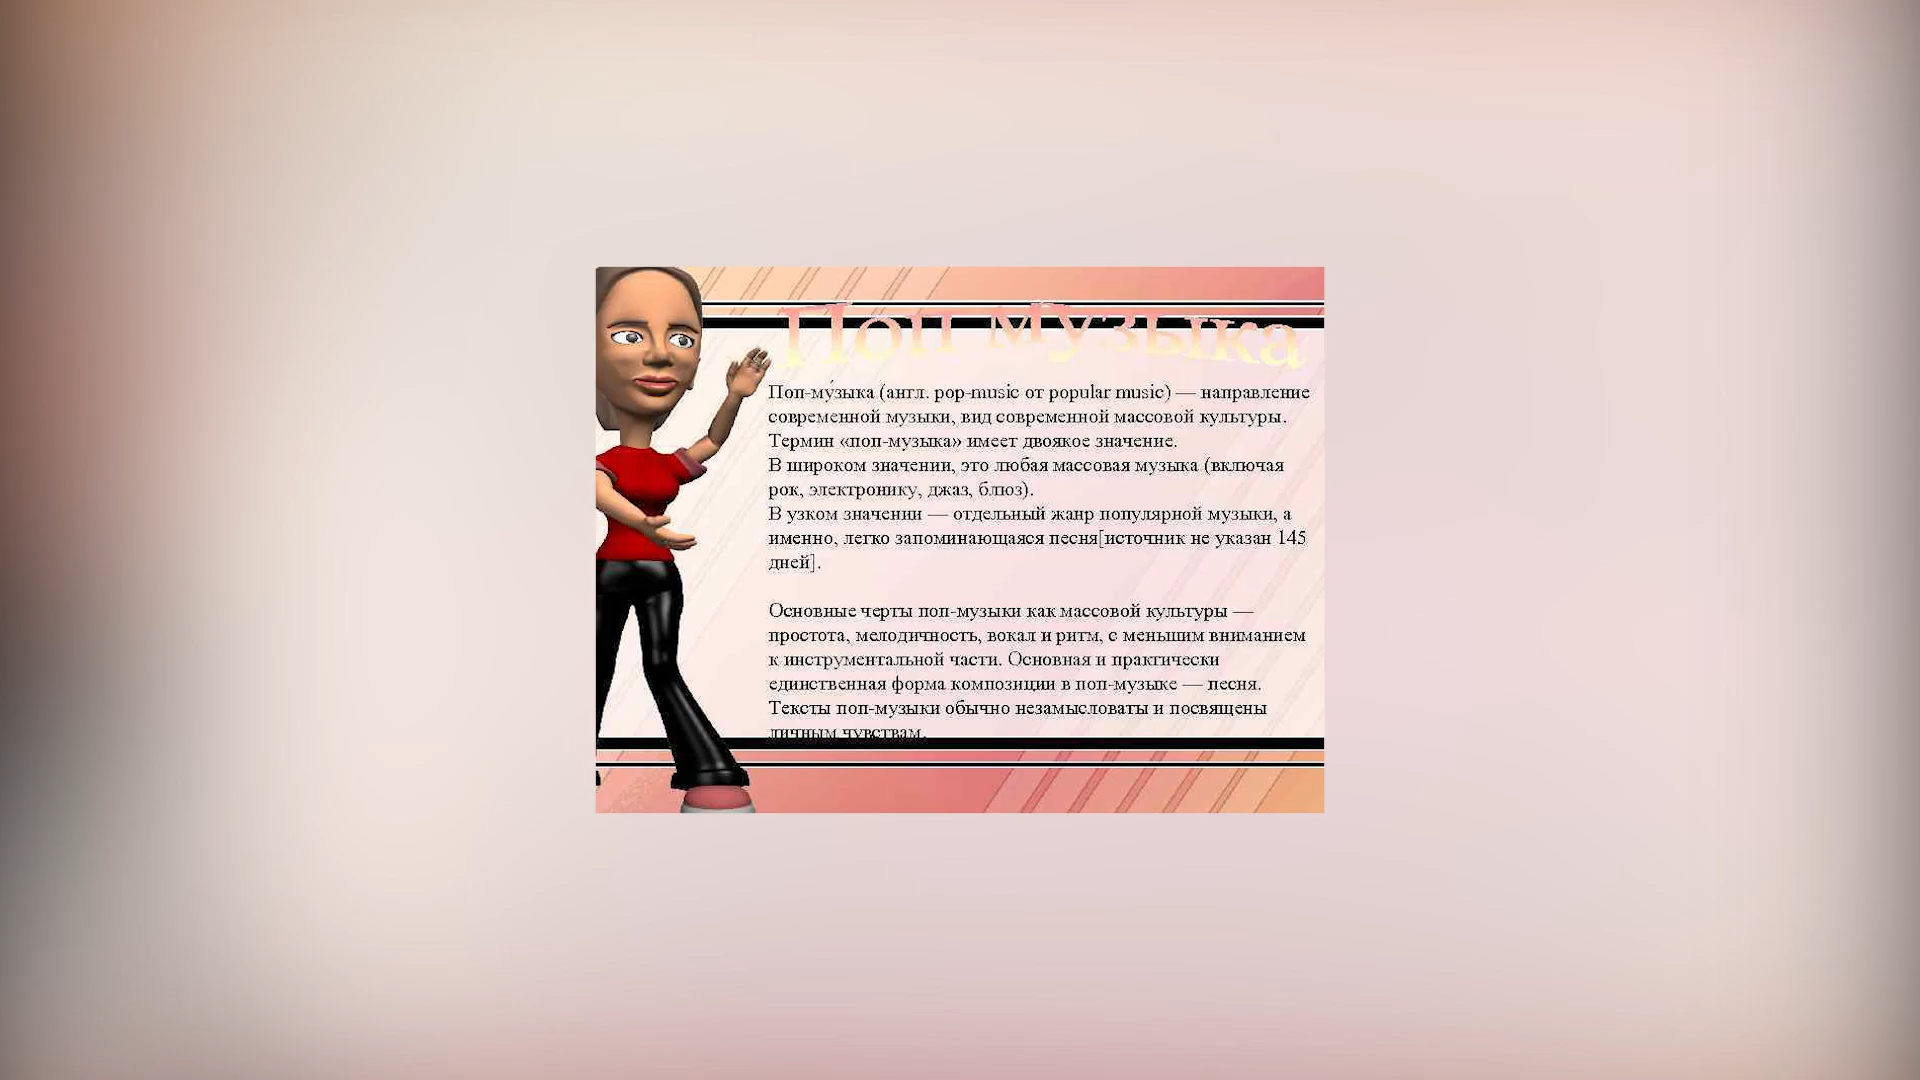 Поп музыка
Поп-му́зыка (англ. pop-music от popular music) — направление
современной музыки, вид современной массовой культуры.
Термин «поп-музыка» имеет двоякое значение.
В широком значении, это любая массовая музыка (включая
рок, электронику, джаз, блюз).
В узком значении — отдельный жанр популярной музыки, а
именно, легко запоминающаяся песня[источник не указан 145
дней].
Основные черты поп-музыки как массовой культуры —
простота, мелодичность, вокал и ритм, с меньшим вниманием
к инструментальной части. Основная и практически
единственная форма композиции в поп-музыке — песня.
Тексты поп-музыки обычно незамысловаты и посвящены
личным чувствам.